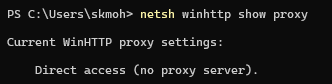 PS C:\Users\skmoh> netsh winhttp show proxy
Current WinHTTP proxy settings:
Direct access (no proxy server).